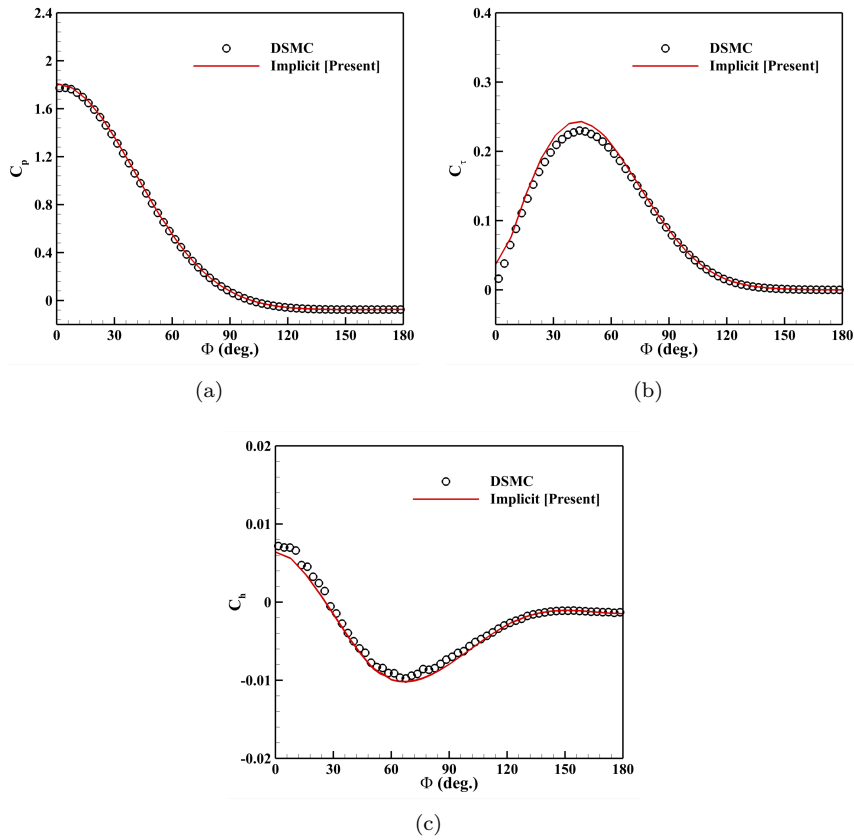 2.4
DSMC
Implicit [Present]
2
1.6
1.2
C_p
0.8
0.4
0
0 30 60 90 120 150 180
Φ (deg.)
(a)
0.4
DSMC
Implicit [Present]
0.3
0.2
C_τ
0.1
0
0 30 60 90 120 150 180
Φ (deg.)
(b)
0.02
DSMC
Implicit [Present]
0.01
0
C_h
-0.01
-0.02
0 30 60 90 120 150 180
Φ (deg.)
(c)